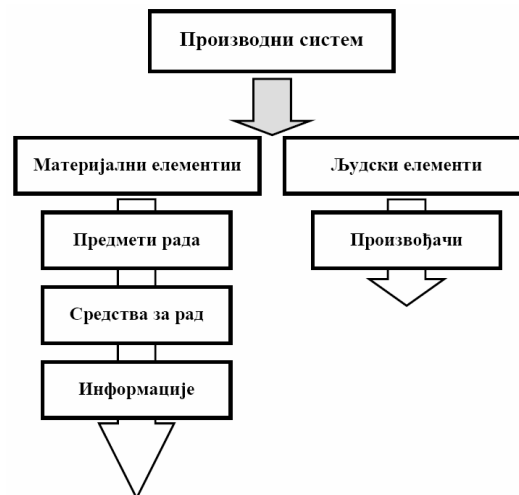 Производни систем
Материјални елементии
Људски елементи
Предмети рада
Произвођачи
Средства за рад
Информације